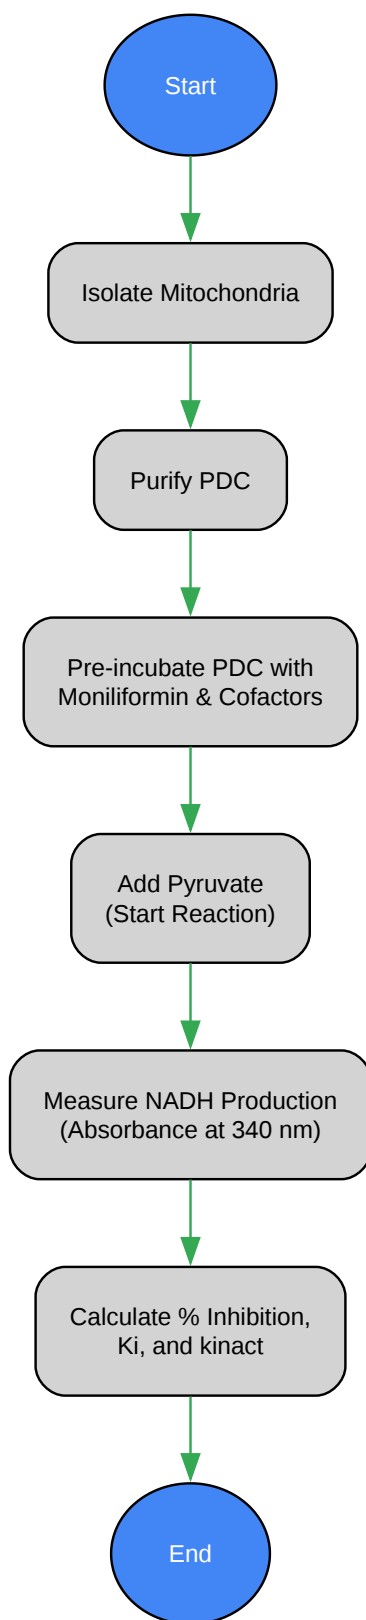 Start
Isolate Mitochondria
Purify PDC
Pre-incubate PDC with
Moniliformin & Cofactors
Add Pyruvate
(Start Reaction)
Measure NADH Production
(Absorbance at 340 nm)
Calculate % Inhibition,
Ki, and kinact
End